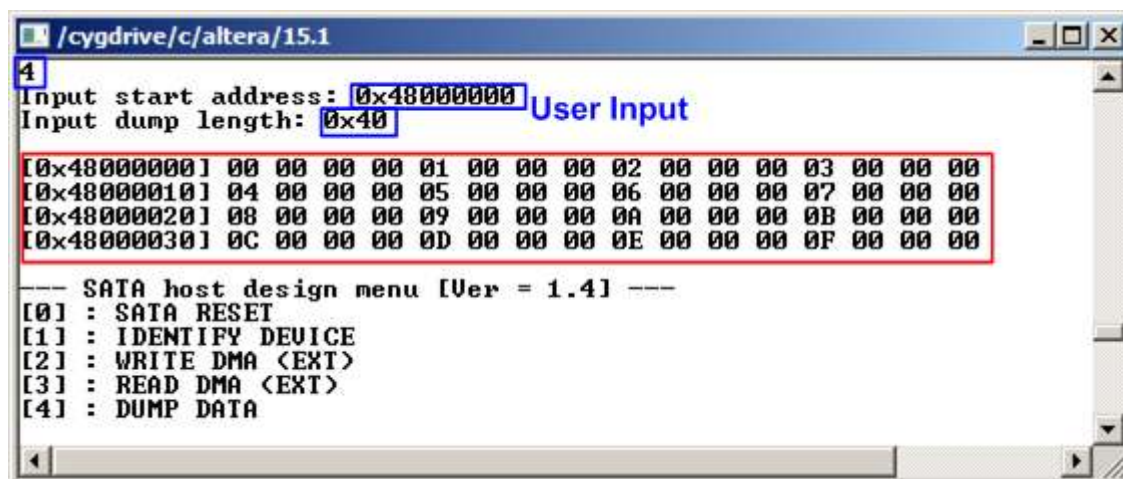 /cygdrive/c/altera/15.1
4
Input start address: 0x48000000
User Input
Input dump length: 0x40
[0x48000000] 00 00 00 00 01 00 00 00 02 00 00 00 03 00 00 00
[0x48000010] 04 00 00 00 05 00 00 00 06 00 00 00 07 00 00 00
[0x48000020] 08 00 00 00 09 00 00 00 0A 00 00 00 0B 00 00 00
[0x48000030] 0C 00 00 00 0D 00 00 00 0E 00 00 00 0F 00 00 00
--- SATA host design menu [Ver = 1.4] ---
[0] : SATA RESET
[1] : IDENTIFY DEVICE
[2] : WRITE DMA (EXT)
[3] : READ DMA (EXT)
[4] : DUMP DATA